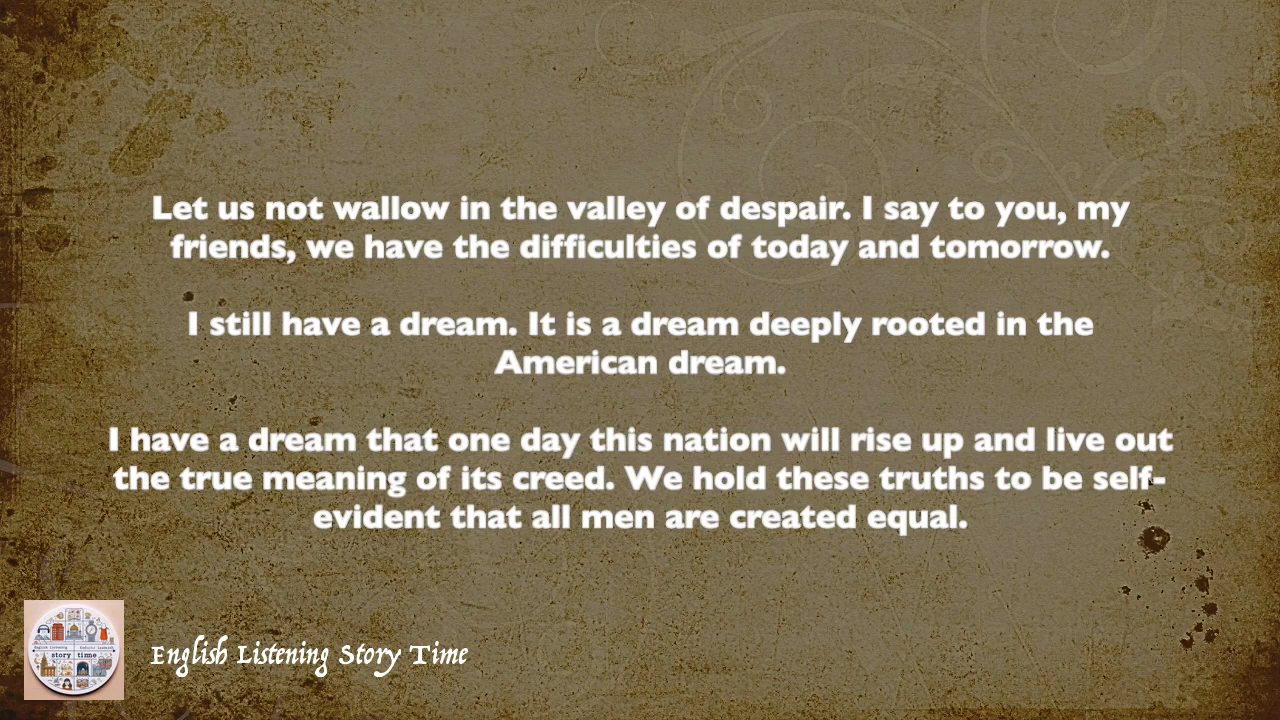 Let us not wallow in the valley of despair. I say to you, my
friends, we have the difficulties of today and tomorrow.
I still have a dream. It is a dream deeply rooted in the
American dream.
I have a dream that one day this nation will rise up and live out
the true meaning of its creed. We hold these truths to be self-
evident that all men are created equal.
story time
English Listening Story Time